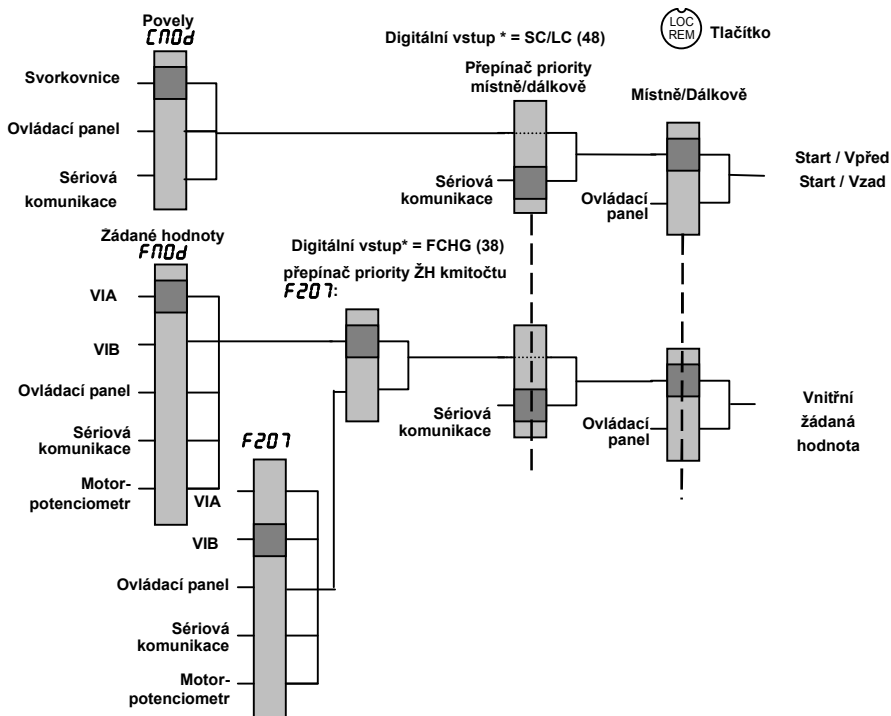 Povely
CMOd
Svorkovnice
Ovládací panel
Sériová
komunikace
Digitální vstup * = SC/LC (48)
Přepínač priority
místně/dálkově
Sériová
komunikace
LOC
REM
Tlačítko
Místně/Dálkově
Ovládací
panel
Start / Vpřed
Start / Vzad
Žádané hodnoty
FMOd
VIA
VIB
Ovládací panel
Sériová
komunikace
Motor-
potenciometr
Digitální vstup* = FCHG (38)
přepínač priority ŽH kmitočtu
F207:
Sériová
komunikace
Ovládací
panel
Vnitřní
žádaná
hodnota
F207
VIA
VIB
Ovládací panel
Sériová
komunikace
Motor-
potenciometr